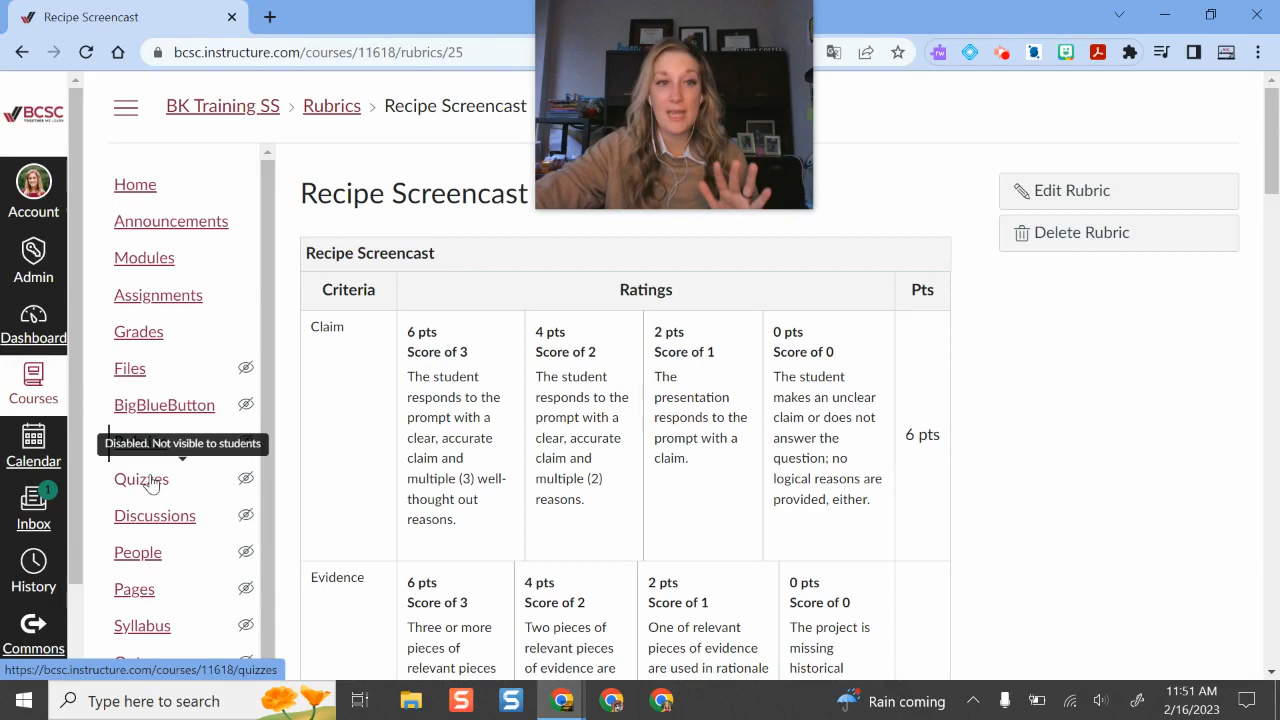 Recipe Screencast
bcsc.instructure.com/courses/11618/rubrics/25
BCSC
TOGETHER WE LEARN
BK Training SS > Rubrics > Recipe Screencast
Account
Admin
Dashboard
Courses
Calendar
1
Inbox
History
Commons
Home
Announcements
Modules
Assignments
Grades
Files
BigBlueButton
Disabled. Not visible to students
Quizzes
Discussions
People
Pages
Syllabus
https://bcsc.instructure.com/courses/11618/quizzes
Recipe Screencast
Edit Rubric
Delete Rubric
Recipe Screencast
Criteria Ratings Pts
Claim
6 pts
Score of 3
The student
responds to the
prompt with a
clear, accurate
claim and
multiple (3) well-
thought out
reasons.
4 pts
Score of 2
The student
responds to the
prompt with a
clear, accurate
claim and
multiple (2)
reasons.
2 pts
Score of 1
The
presentation
responds to the
prompt with a
claim.
0 pts
Score of 0
The student
makes an unclear
claim or does not
answer the
question; no
logical reasons are
provided, either.
6 pts
Evidence
6 pts
Score of 3
Three or more
pieces of
relevant pieces
4 pts
Score of 2
Two pieces of
relevant pieces
of evidence are
2 pts
Score of 1
One of relevant
pieces of evidence
are used in rationale
0 pts
Score of 0
The project is
missing
historical
Type here to search
Rain coming
11:51 AM
2/16/2023